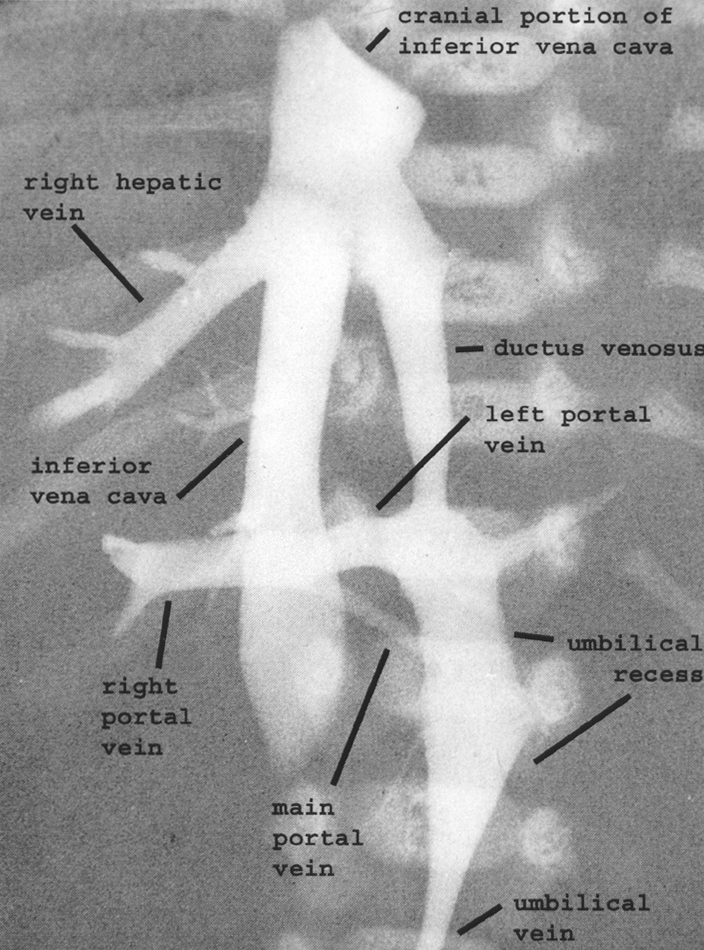 cranial portion of
inferior vena cava
right hepatic
vein
ductus venosus
left portal
vein
inferior
vena cava
umbilical
recess
right
portal
vein
main
portal
vein
umbilical
vein